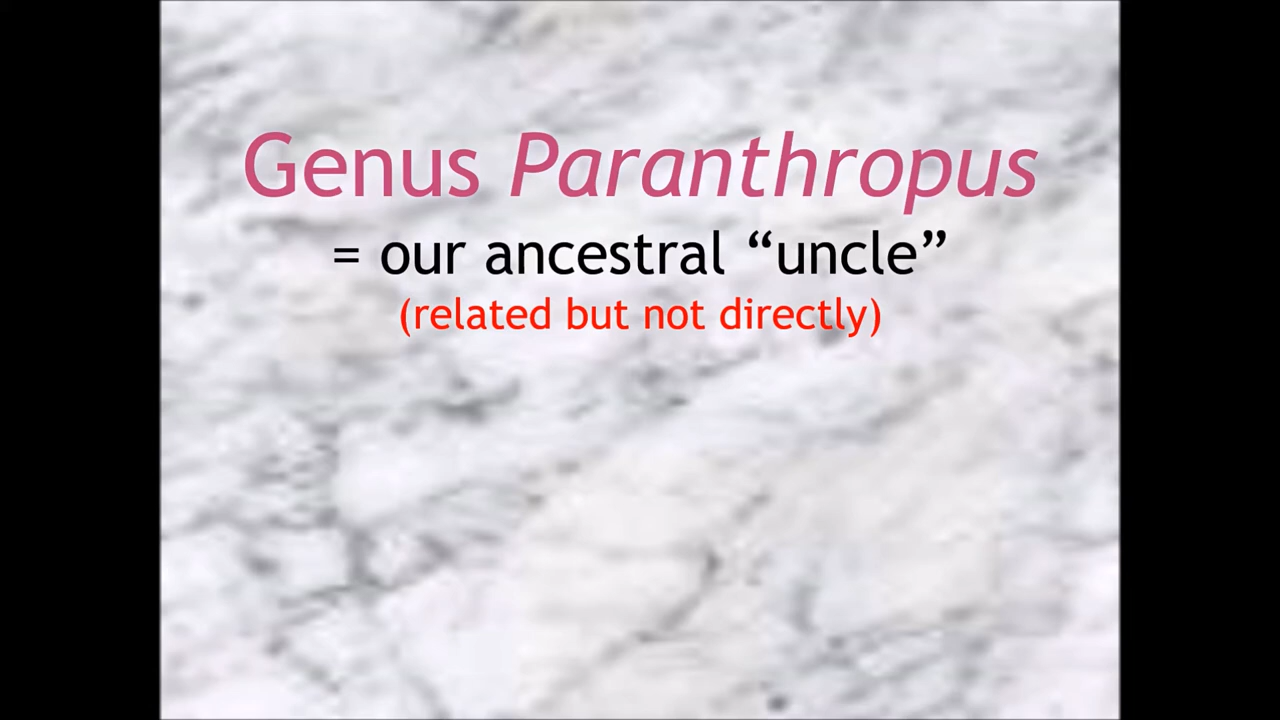 Genus Paranthropus
= our ancestral “uncle”
(related but not directly)